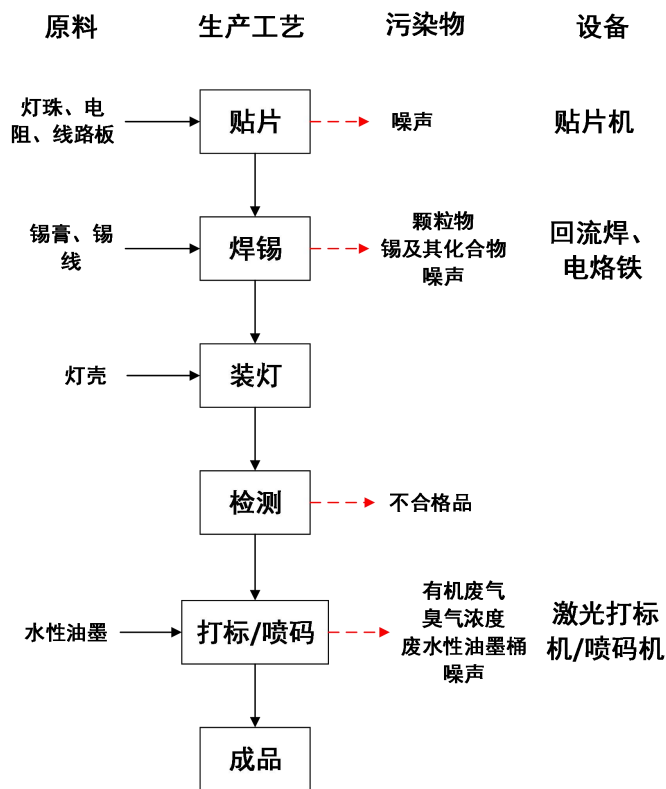 原料 生产工艺 污染物 设备
灯珠、电
阻、线路板
贴片
噪声
贴片机
锡膏、锡
线
焊锡
颗粒物
锡及其化合物
噪声
回流焊、
电烙铁
灯壳
装灯
检测
不合格品
水性油墨
打标/喷码
有机废气
臭气浓度
废水性油墨桶
噪声
激光打标
机/喷码机
成品